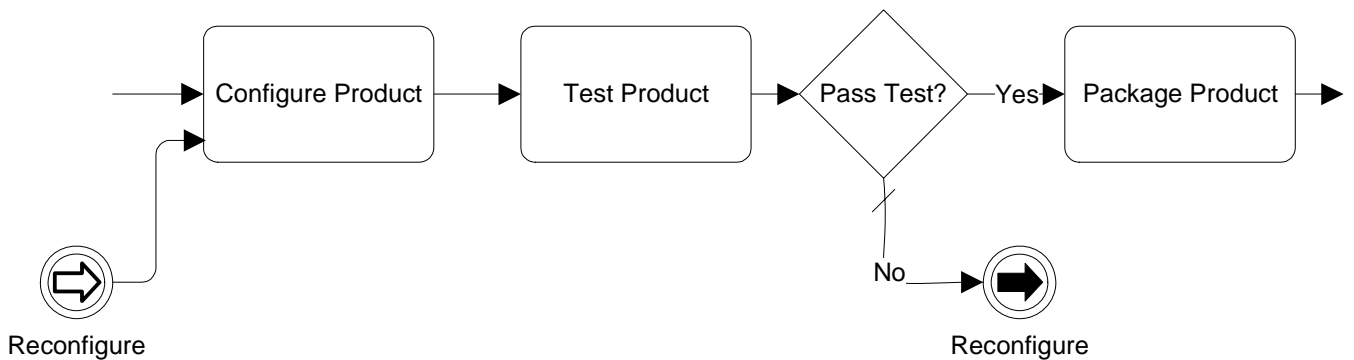 Configure Product
Test Product
Pass Test?
Yes
Package Product
No
Reconfigure
Reconfigure